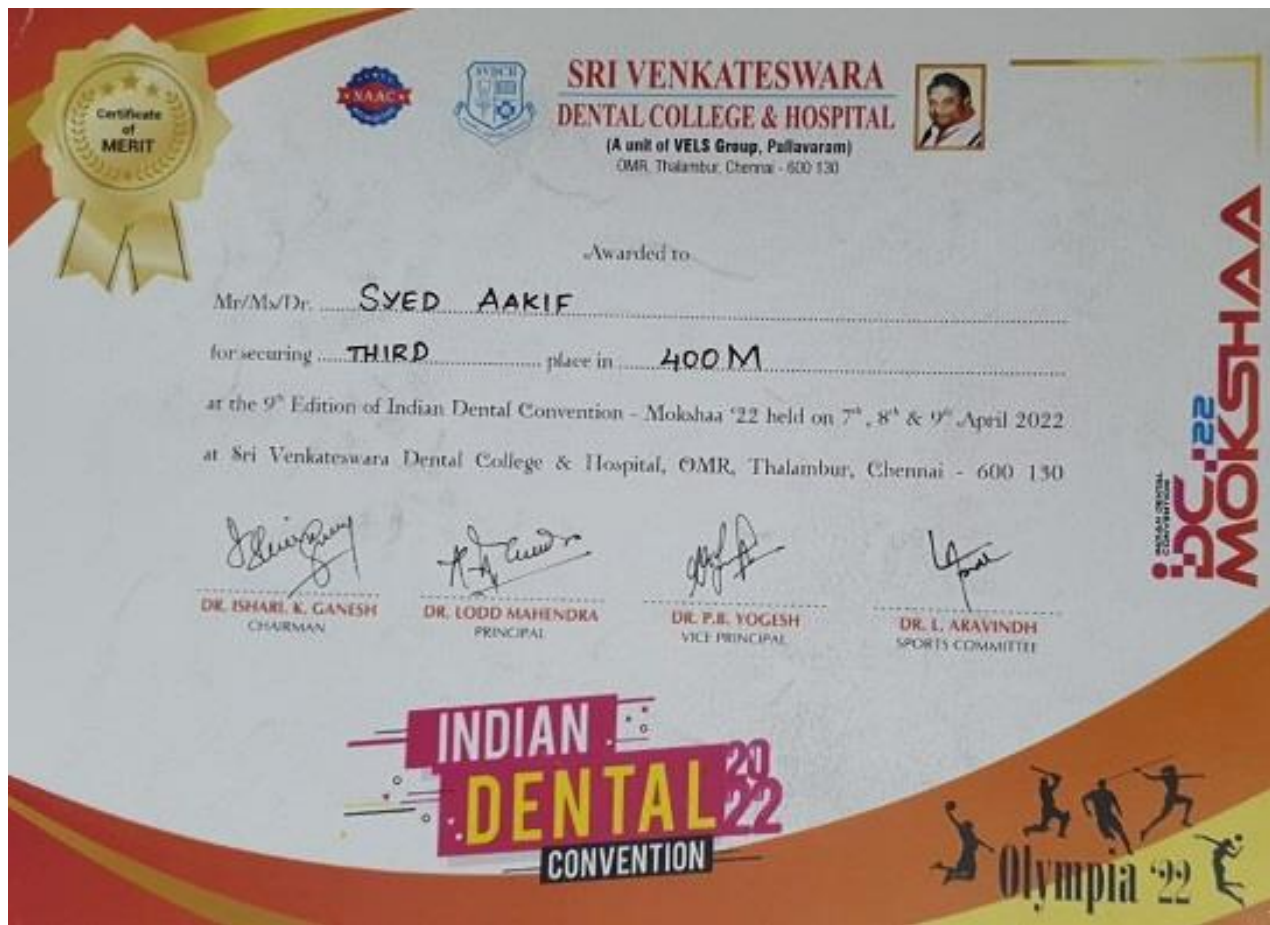 Certificate
of
MERIT
NAAC
SVDCH
SRI VENKATESWARA
DENTAL COLLEGE & HOSPITAL
(A unit of VELS Group, Pallavaram)
OMR, Thalambur, Chennai - 600 130
Awarded to
Mr/Ms/Dr. SYED AAKIF
for securing THIRD place in 400 M
at the 9th Edition of Indian Dental Convention - Mokshaa '22 held on 7th, 8th & 9th April 2022
at Sri Venkateswara Dental College & Hospital, OMR, Thalambur, Chennai - 600 130
DR. ISHARI. K. GANESH
CHAIRMAN
DR. LODD MAHENDRA
PRINCIPAL
DR. P.B. YOGESH
VICE PRINCIPAL
DR. L. ARAVINDH
SPORTS COMMITTEE
INDIAN DENTAL
CONVENTION
IDC 22
MOKSHAA
INDIAN
DENTAL 2022
CONVENTION
Olympia '22